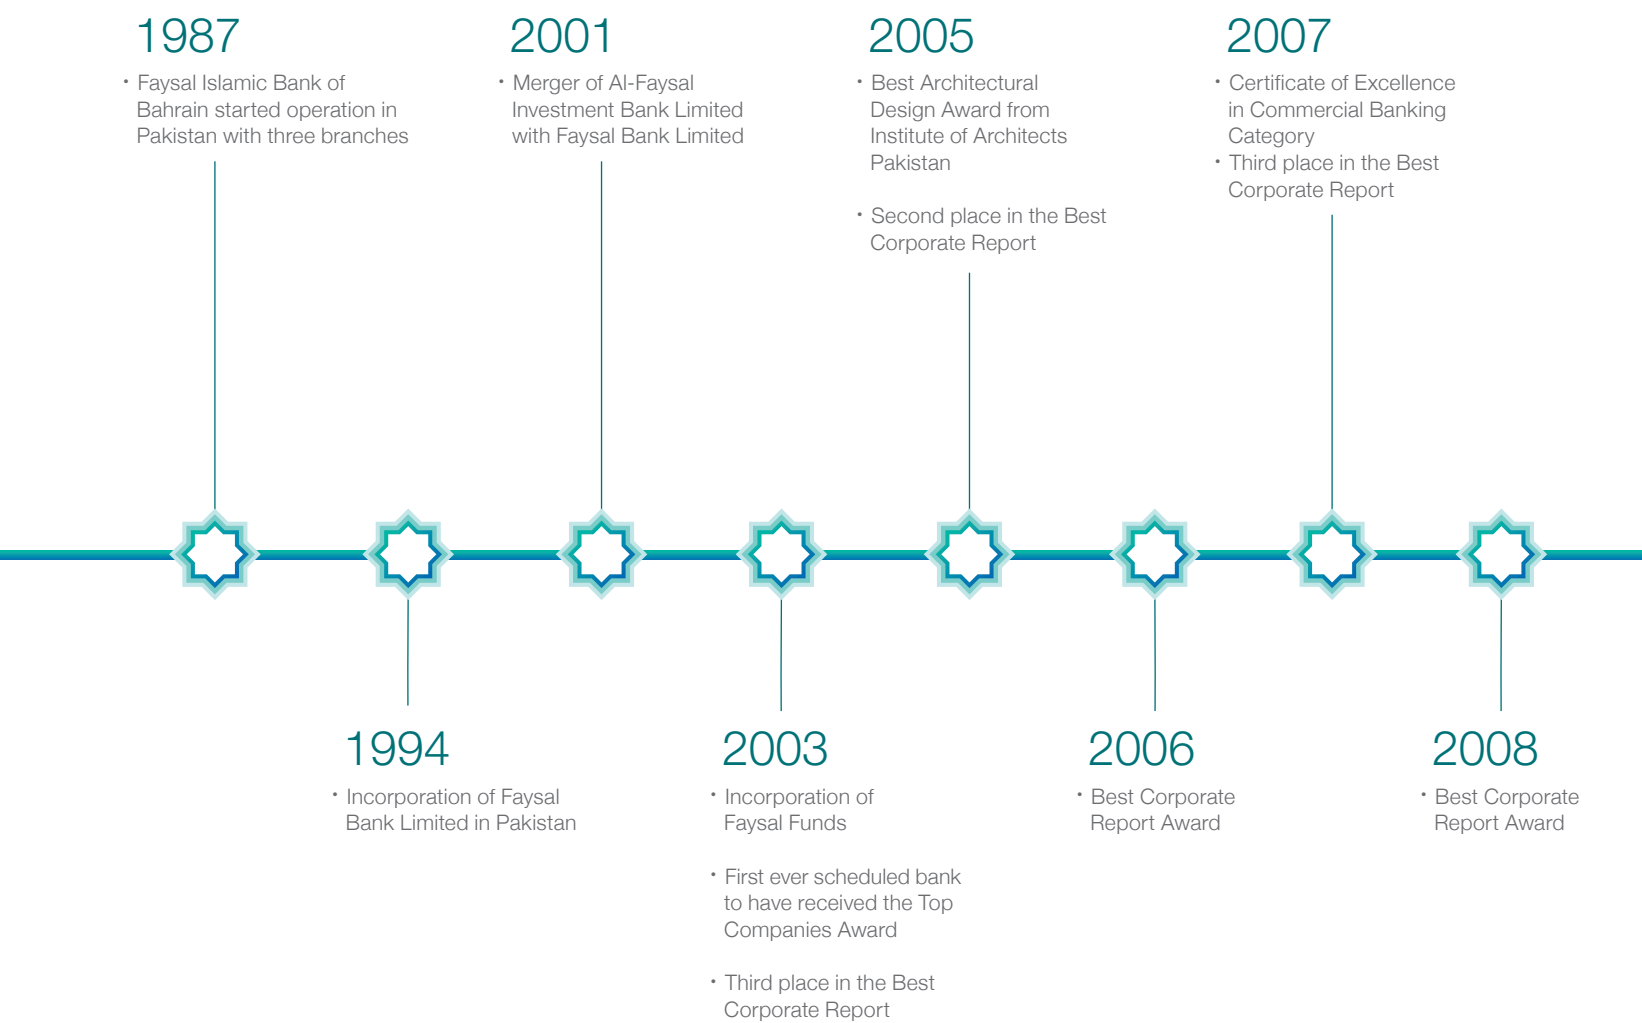 1987
• Faysal Islamic Bank of
Bahrain started operation in
Pakistan with three branches
2001
• Merger of Al-Faysal
Investment Bank Limited
with Faysal Bank Limited
2005
• Best Architectural
Design Award from
Institute of Architects
Pakistan
• Second place in the Best
Corporate Report
2007
• Certificate of Excellence
in Commercial Banking
Category
• Third place in the Best
Corporate Report
1994
• Incorporation of Faysal
Bank Limited in Pakistan
2003
• Incorporation of
Faysal Funds
• First ever scheduled bank
to have received the Top
Companies Award
• Third place in the Best
Corporate Report
2006
• Best Corporate
Report Award
2008
• Best Corporate
Report Award